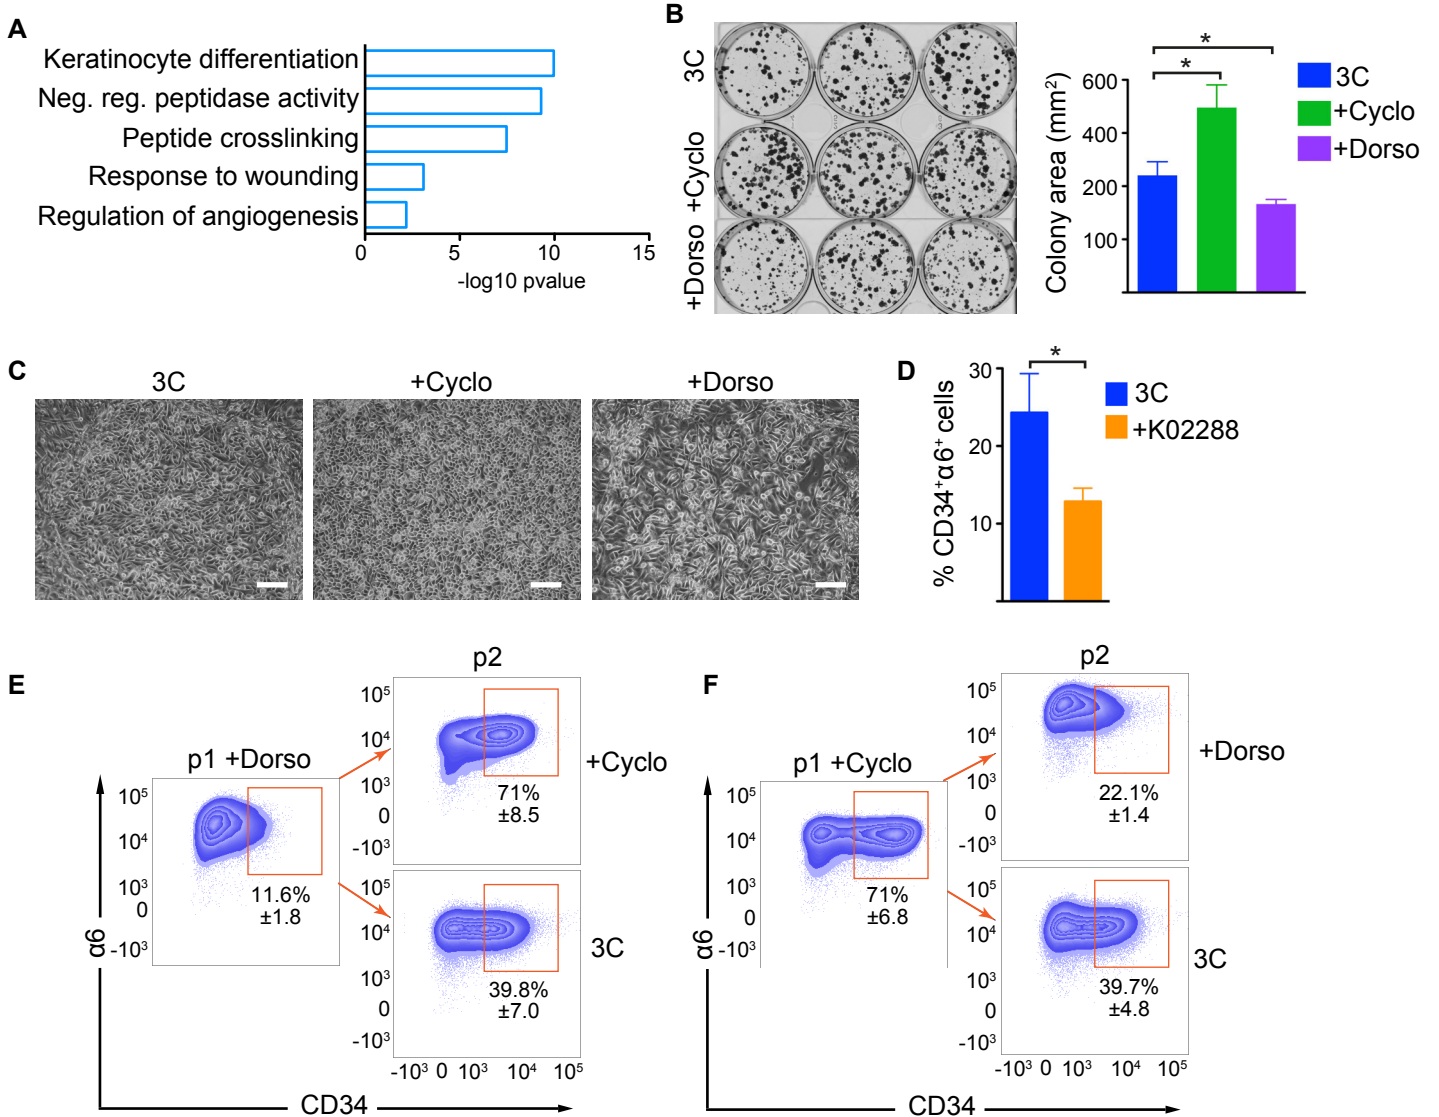 A
Keratinocyte differentiation
Neg. reg. peptidase activity
Peptide crosslinking
Response to wounding
Regulation of angiogenesis
0 5 10 15
-log10 pvalue
B
3C
+Cyclo
+Dorso
* *
Colony area (mm²)
600
400
200
100
3C
+Cyclo
+Dorso
C
3C +Cyclo +Dorso
D
*
% CD34⁺α6⁺ cells
30
20
10
3C
+K02288
E
p1 +Dorso
10⁵
10⁴
10³
0
-10³
11.6%
±1.8
p2
10⁵
10⁴
10³
0
-10³
71%
±8.5
+Cyclo
10⁵
10⁴
10³
0
-10³
39.8%
±7.0
3C
-10³ 0 10³ 10⁴ 10⁵
α6
CD34
F
p1 +Cyclo
10⁵
10⁴
10³
0
-10³
71%
±6.8
p2
10⁵
10⁴
10³
0
-10³
22.1%
±1.4
+Dorso
10⁵
10⁴
10³
0
-10³
39.7%
±4.8
3C
-10³ 0 10³ 10⁴ 10⁵
α6
CD34